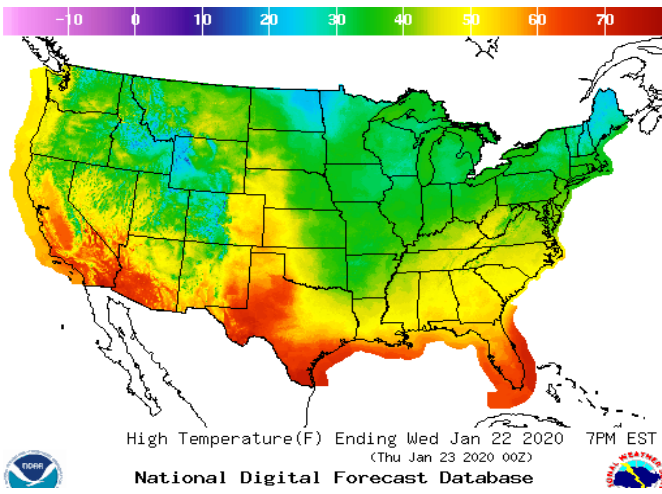 -10 0 10 20 30 40 50 60 70
High Temperature(F) Ending Wed Jan 22 2020 7PM EST
(Thu Jan 23 2020 00Z)
National Digital Forecast Database
NOAA